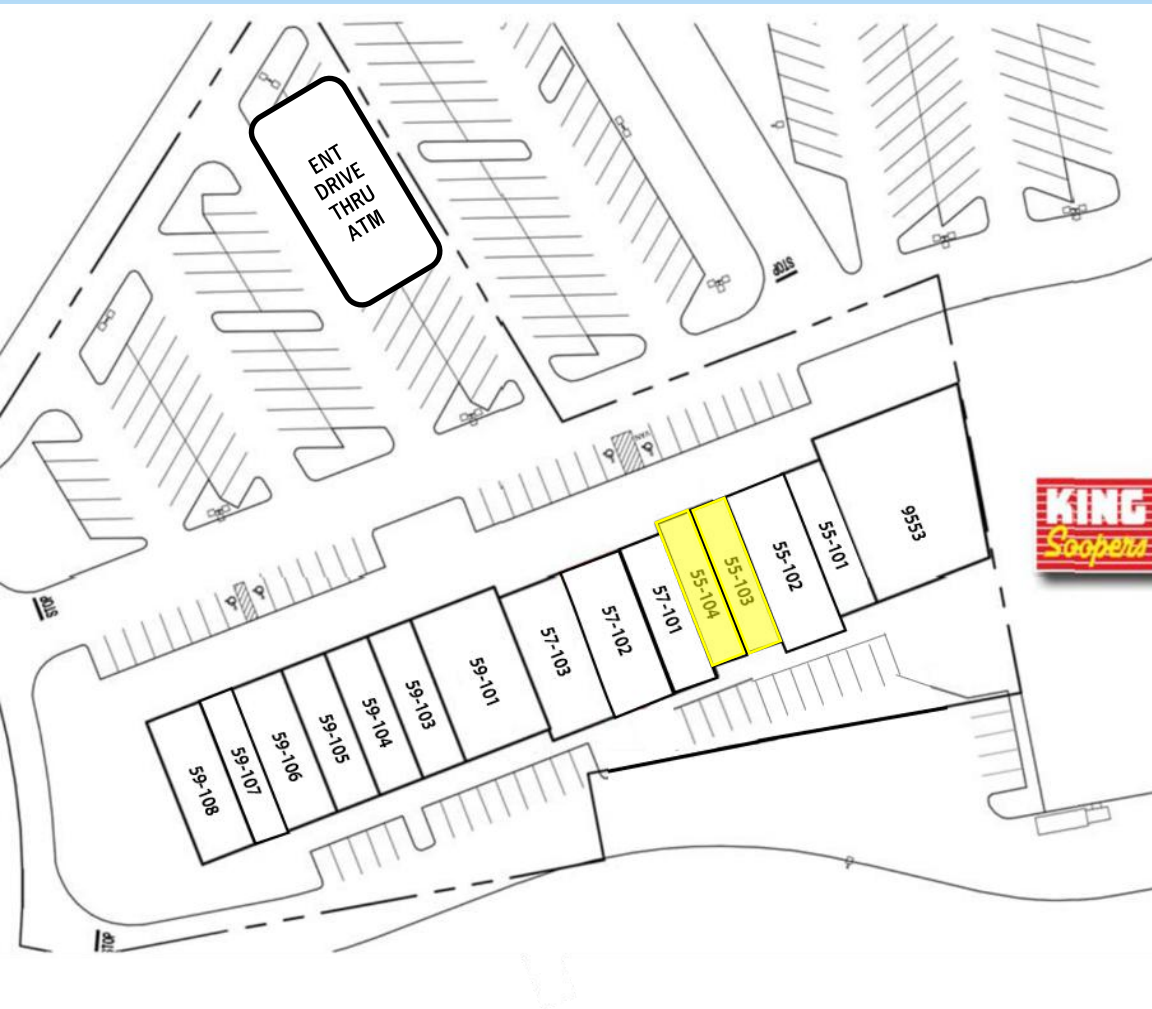 ENT
DRIVE
THRU
ATM
STOP
VAN
KING
Soopers
9553
55-101
55-102
55-103
55-104
57-101
57-102
57-103
59-101
59-103
59-104
59-105
59-106
59-107
59-108
STOP
STOP